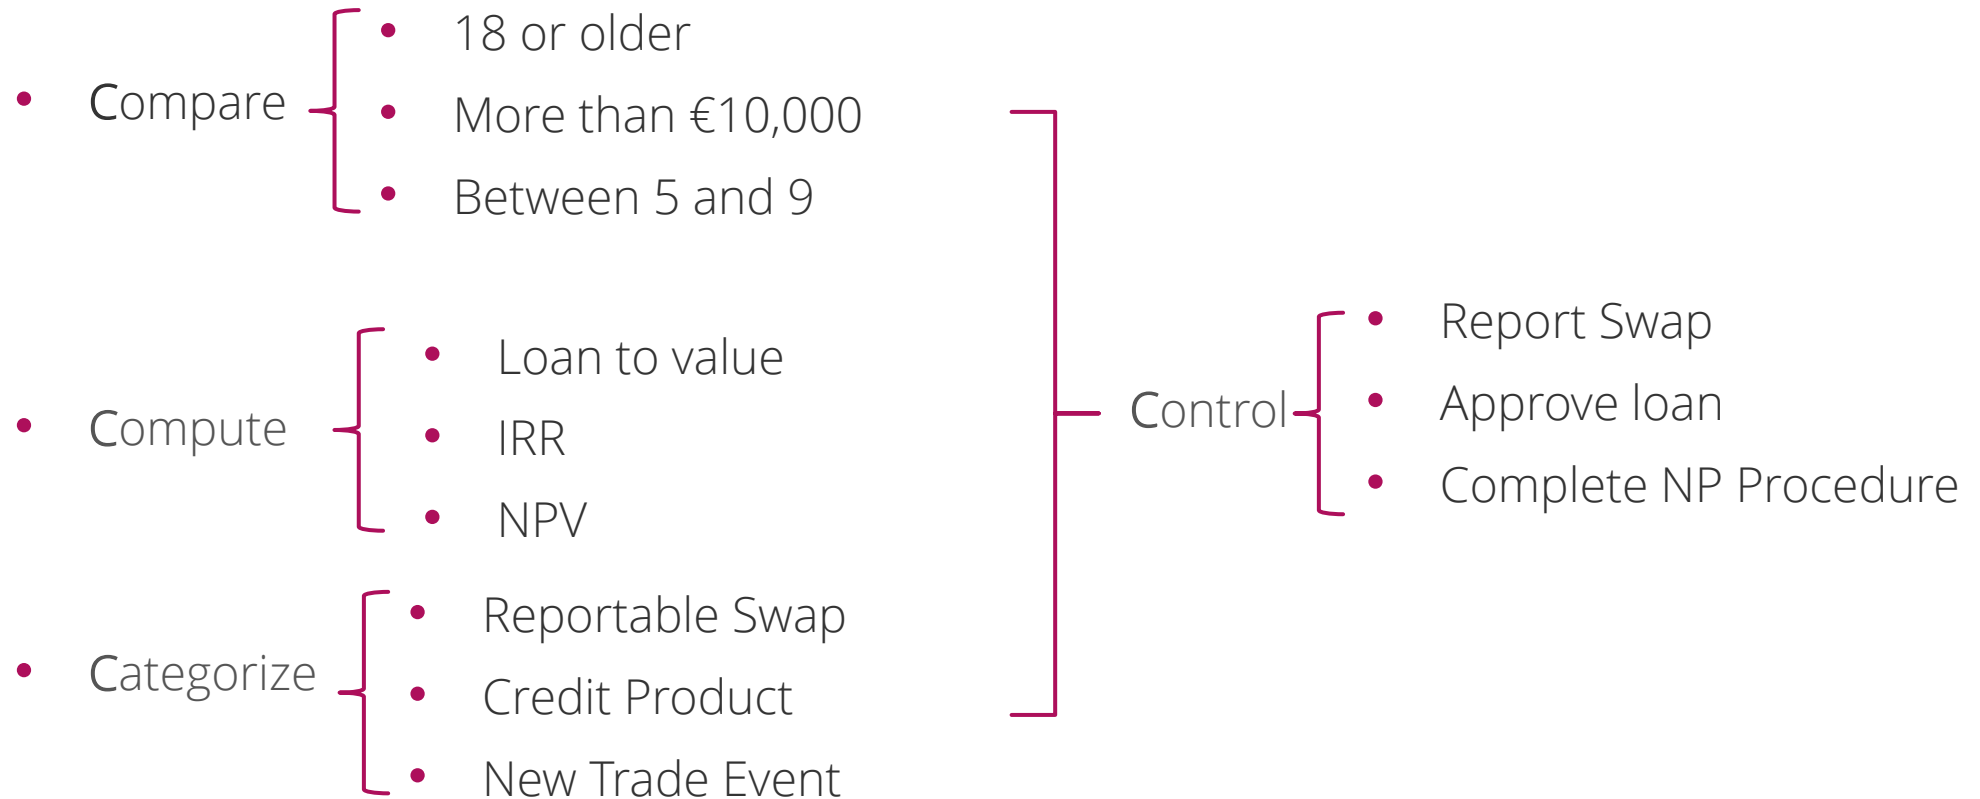 Compare
18 or older
More than €10,000
Between 5 and 9
Compute
Loan to value
IRR
NPV
Categorize
Reportable Swap
Credit Product
New Trade Event
Control
Report Swap
Approve loan
Complete NP Procedure